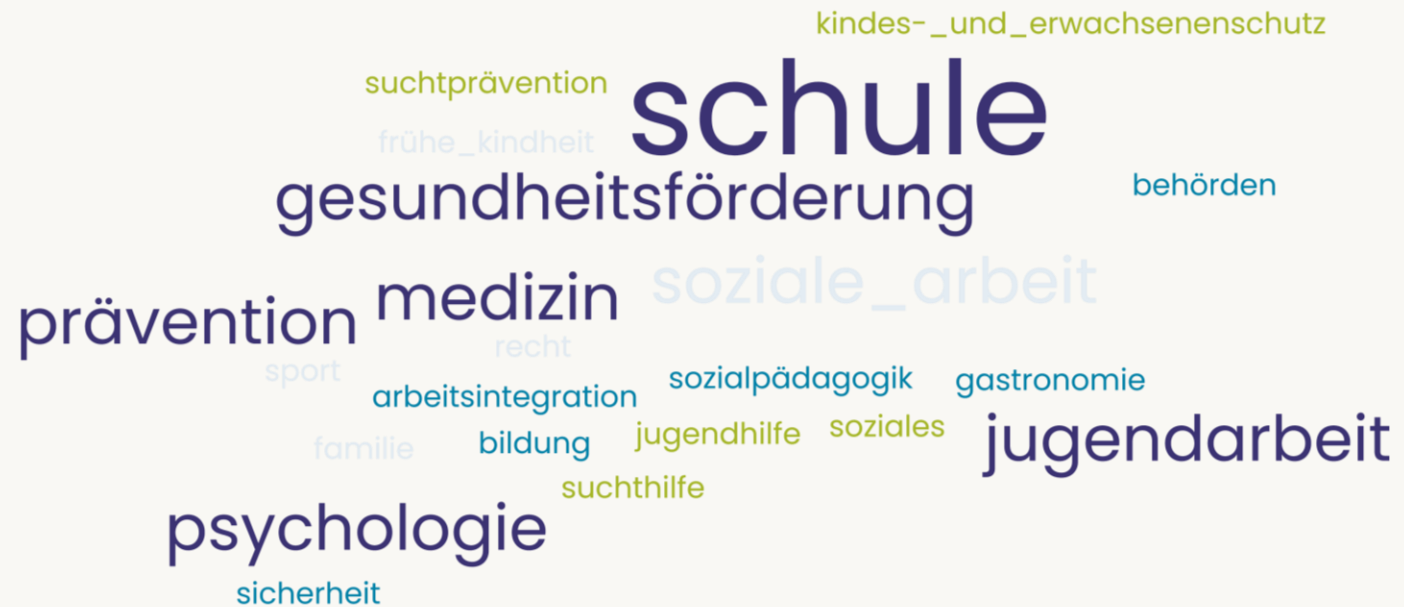 kindes-_und_erwachsenenschutz
suchtprävention
schule
frühe_kindheit
gesundheitsförderung
behörden
soziale_arbeit
medizin
prävention
recht
sport
sozialpädagogik
gastronomie
arbeitsintegration
soziales
jugendhilfe
jugendarbeit
bildung
familie
suchthilfe
psychologie
sicherheit